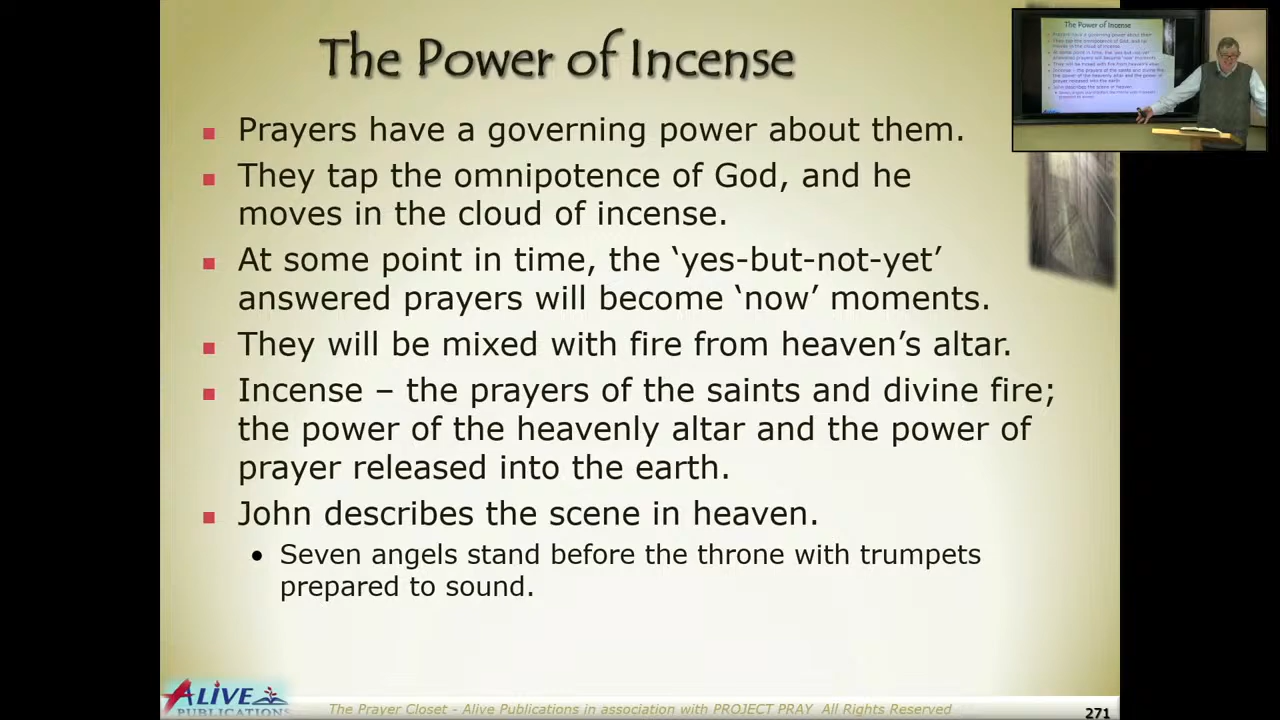 The Power of Incense
Prayers have a governing power about them.
They tap the omnipotence of God, and he
moves in the cloud of incense.
At some point in time, the ‘yes-but-not-yet’
answered prayers will become ‘now’ moments.
They will be mixed with fire from heaven’s altar.
Incense – the prayers of the saints and divine fire;
the power of the heavenly altar and the power of
prayer released into the earth.
John describes the scene in heaven.
Seven angels stand before the throne with trumpets
prepared to sound.
ALIVE
PUBLICATIONS
The Prayer Closet - Alive Publications in association with PROJECT PRAY All Rights Reserved
271
The Power of Incense